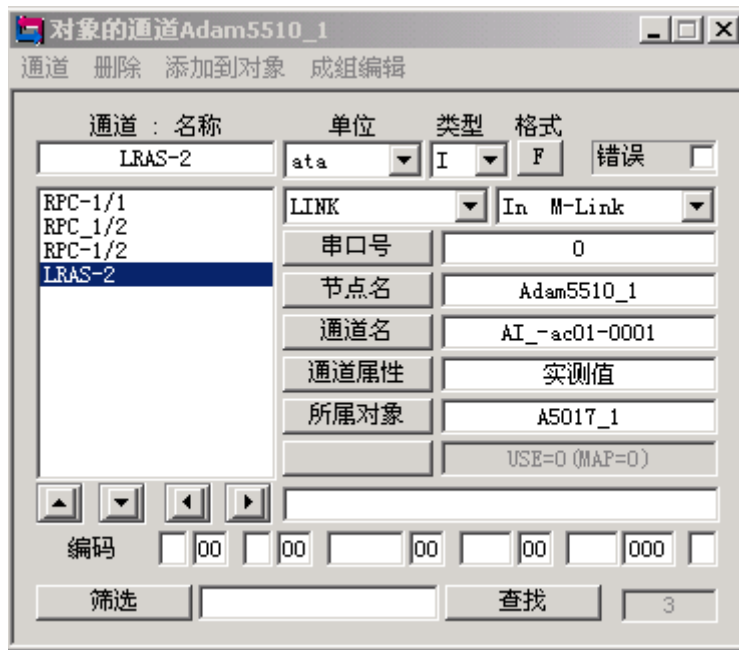 对象的通道Adam5510_1
通道 删除 添加到对象 成组编辑
通道 : 名称 单位 类型 格式
LRAS-2 ata I F 错误
RPC-1/1 LINK In M-Link
RPC_1/2 串口号 0
RPC-1/2
LRAS-2
节点名 Adam5510_1
通道名 AI_-ac01-0001
通道属性 实测值
所属对象 A5017_1
USE=0(MAP=0)
编码 00 00 00 00 000
筛选 查找 3